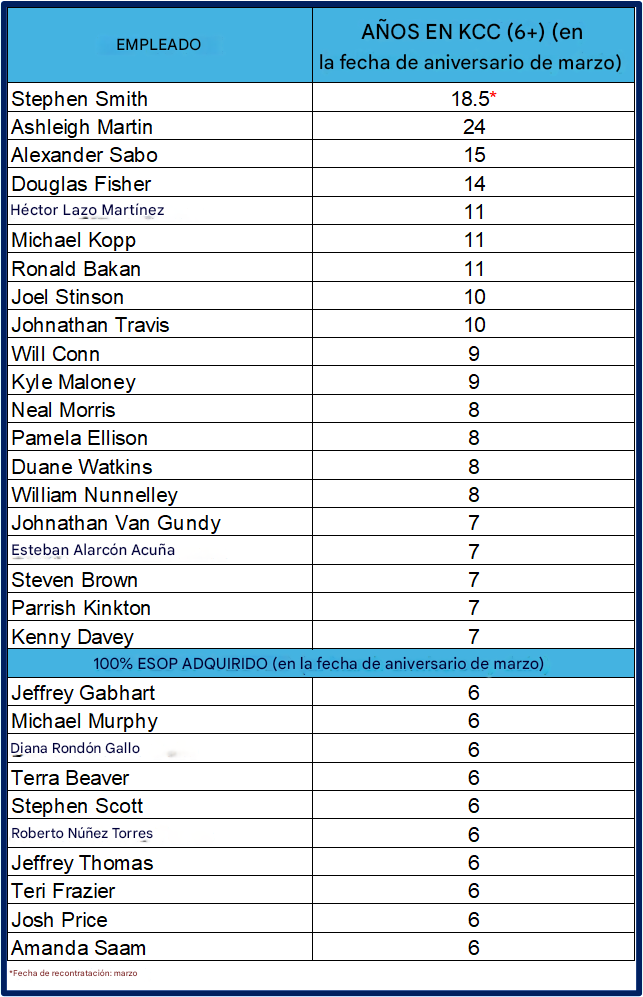 EMPLEADO
AÑOS EN KCC (6+) (en
la fecha de aniversario de marzo)
Stephen Smith 18.5*
Ashleigh Martin 24
Alexander Sabo 15
Douglas Fisher 14
Héctor Lazo Martínez 11
Michael Kopp 11
Ronald Bakan 11
Joel Stinson 10
Johnathan Travis 10
Will Conn 9
Kyle Maloney 9
Neal Morris 8
Pamela Ellison 8
Duane Watkins 8
William Nunnelley 8
Johnathan Van Gundy 7
Esteban Alarcón Acuña 7
Steven Brown 7
Parrish Kinkton 7
Kenny Davey 7
100% ESOP ADQUIRIDO (en la fecha de aniversario de marzo)
Jeffrey Gabhart 6
Michael Murphy 6
Diana Rondón Gallo 6
Terra Beaver 6
Stephen Scott 6
Roberto Núñez Torres 6
Jeffrey Thomas 6
Teri Frazier 6
Josh Price 6
Amanda Saam 6
*Fecha de recontratación: marzo